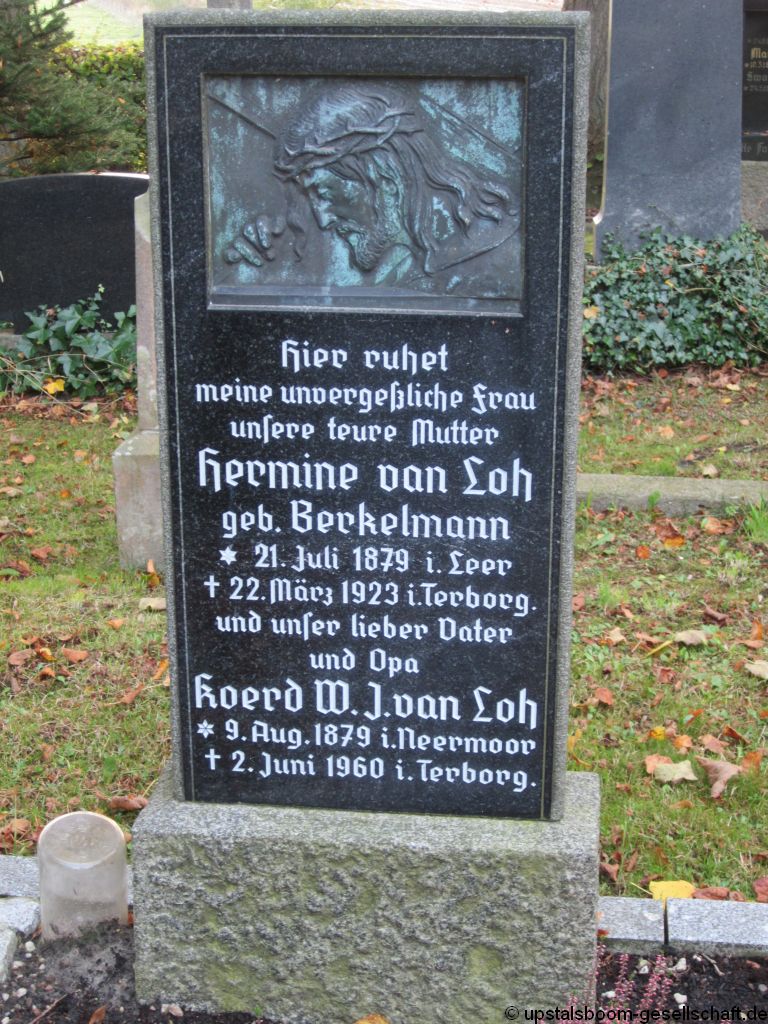 Hier ruhet
meine unvergeßliche Frau
unsere teure Mutter
Hermine van Loh
geb. Berkelmann
* 21. Juli 1879 i. Leer
† 22. März 1923 i. Terborg.
und unser lieber Vater
und Opa
Koerd W. J. van Loh
* 9. Aug. 1879 i. Neermoor
† 2. Juni 1960 i. Terborg.
© upstalsboom-gesellschaft.de